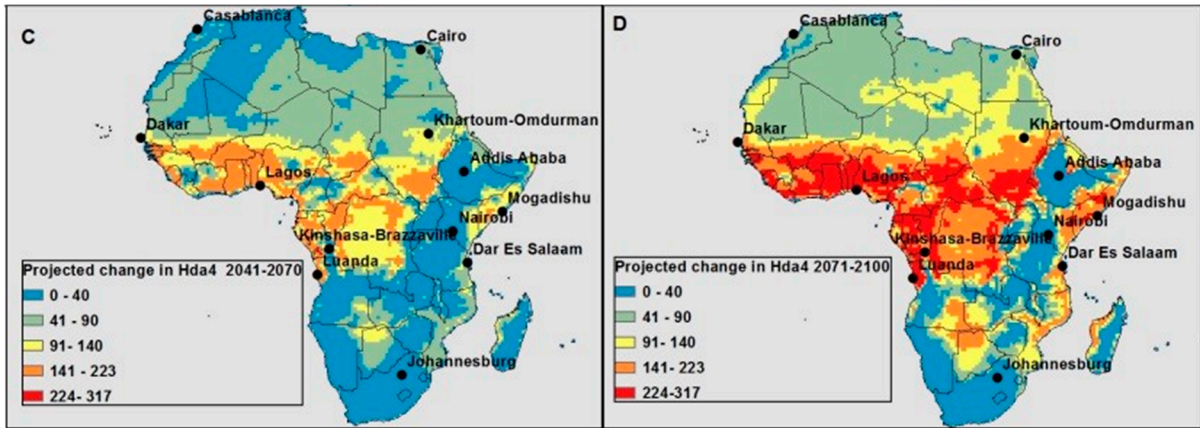 C
Casablanca
Cairo
Dakar
Khartoum-Omdurman
Addis Ababa
Lagos
Mogadishu
Nairobi
Kinshasa-Brazzaville
Dar Es Salaam
Luanda
Projected change in Hda4 2041-2070
0 - 40
41 - 90
91 - 140
141 - 223
224- 317
Johannesburg
D
Casablanca
Cairo
Dakar
Khartoum-Omdurman
Addis Ababa
Lagos
Mogadishu
Nairobi
Kinshasa-Brazzaville
Dar Es Salaam
Luanda
Projected change in Hda4 2071-2100
0 - 40
41 - 90
91 - 140
141 - 223
224-317
Johannesburg